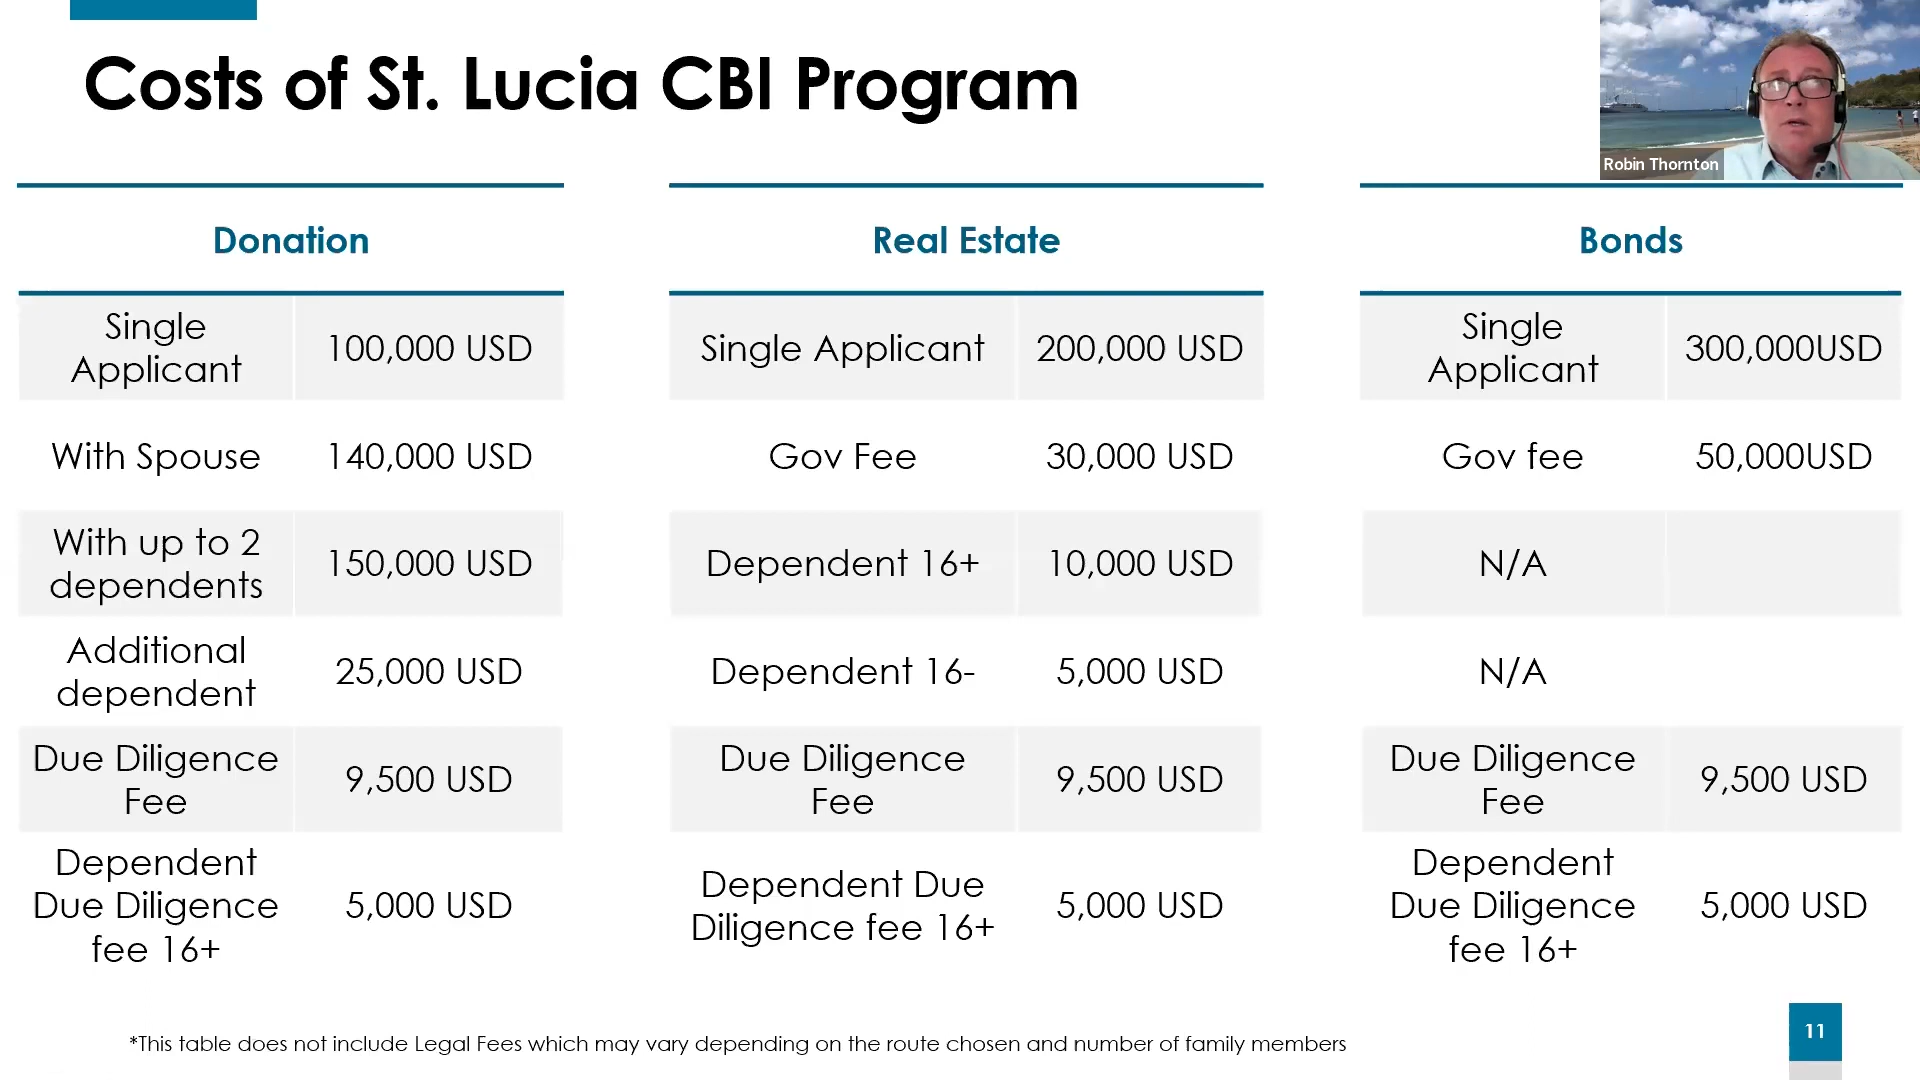 Costs of St. Lucia CBI Program
Robin Thornton
Donation
Single
Applicant
100,000 USD
With Spouse
140,000 USD
With up to 2
dependents
150,000 USD
Additional
dependent
25,000 USD
Due Diligence
Fee
9,500 USD
Dependent
Due Diligence
fee 16+
5,000 USD
Real Estate
Single Applicant
200,000 USD
Gov Fee
30,000 USD
Dependent 16+
10,000 USD
Dependent 16-
5,000 USD
Due Diligence
Fee
9,500 USD
Dependent Due
Diligence fee 16+
5,000 USD
Bonds
Single
Applicant
300,000USD
Gov fee
50,000USD
N/A
N/A
Due Diligence
Fee
9,500 USD
Dependent
Due Diligence
fee 16+
5,000 USD
*This table does not include Legal Fees which may vary depending on the route chosen and number of family members
11